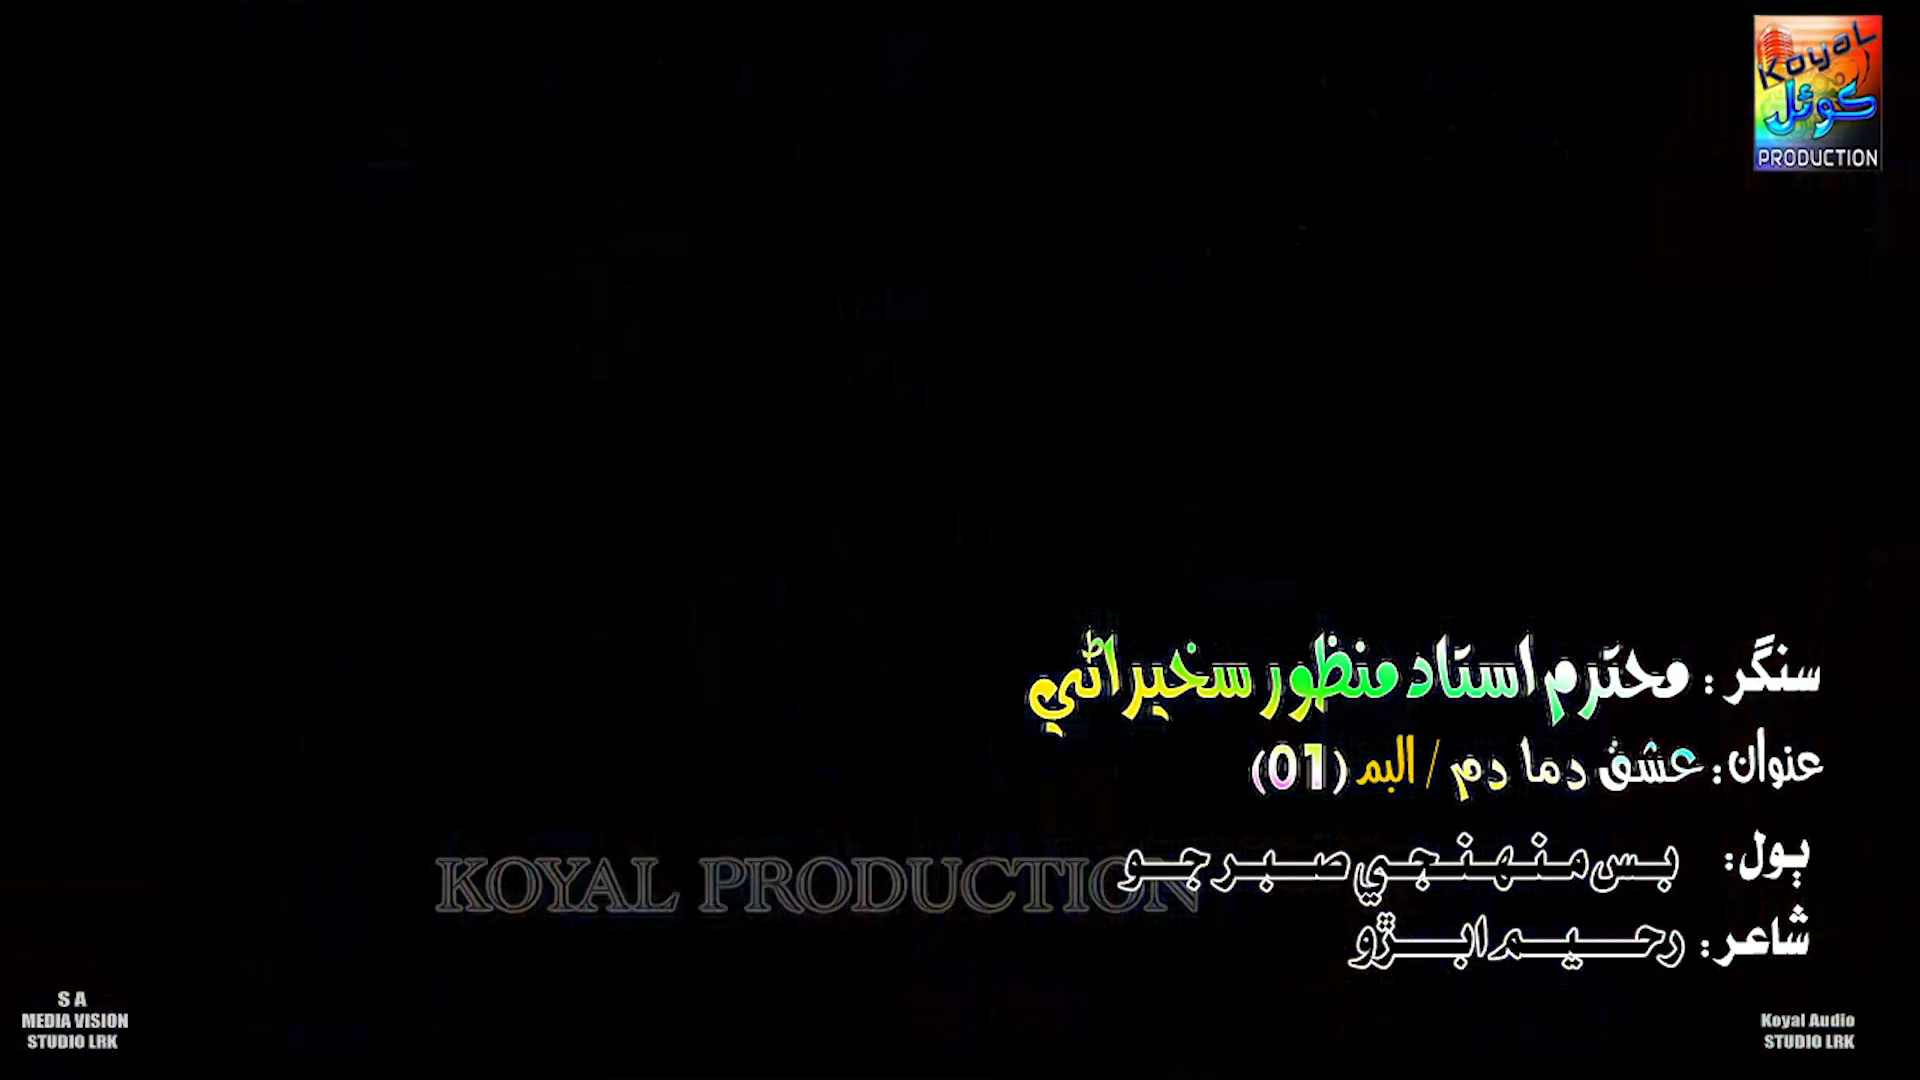 Koyal
کوئل
PRODUCTION
سنگر : محترم استاد منظور سخيراڻي
عنوان : عشق دما دم / البم (01)
ٻول : بس منهنجي صبر جو
شاعر : رحيم ابڙو
KOYAL PRODUCTION
S A
MEDIA VISION
STUDIO LRK
Koyal Audio
STUDIO LRK